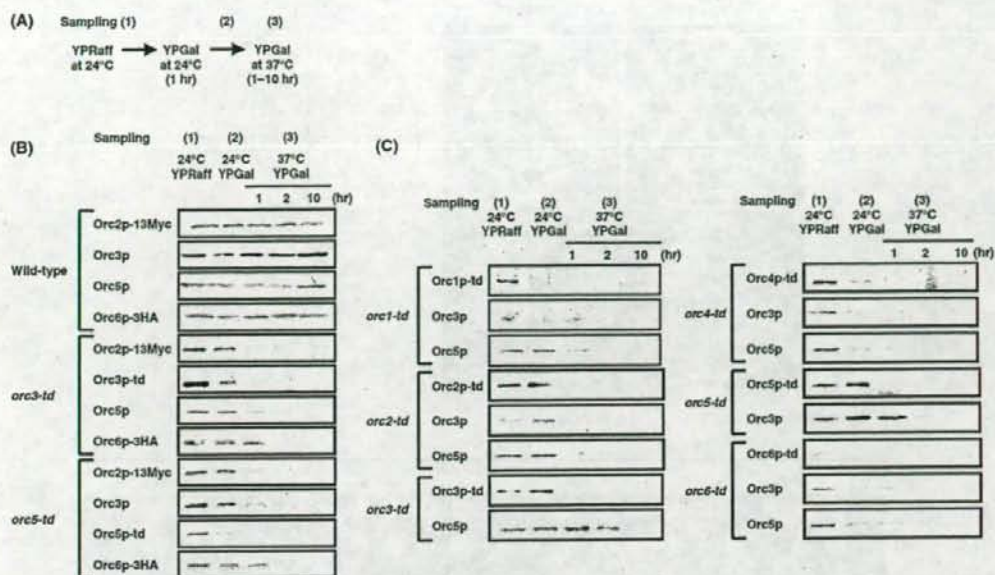 (A)
Sampling (1) (2) (3)
YPRaff YPGal YPGal
at 24°C at 24°C at 37°C
(1 hr) (1–10 hr)
(B)
Sampling (1) (2) (3)
24°C 24°C 37°C
YPRaff YPGal YPGal
1 2 10 (hr)
Wild-type
Orc2p-13Myc
Orc3p
Orc5p
Orc6p-3HA
orc3-td
Orc2p-13Myc
Orc3p-td
Orc5p
Orc6p-3HA
orc5-td
Orc2p-13Myc
Orc3p
Orc5p-td
Orc6p-3HA
(C)
Sampling (1) (2) (3)
24°C 24°C 37°C
YPRaff YPGal YPGal
1 2 10 (hr)
orc1-td
Orc1p-td
Orc3p
Orc5p
orc2-td
Orc2p-td
Orc3p
Orc5p
orc3-td
Orc3p-td
Orc5p
Sampling (1) (2) (3)
24°C 24°C 37°C
YPRaff YPGal YPGal
1 2 10 (hr)
orc4-td
Orc4p-td
Orc3p
Orc5p
orc5-td
Orc5p-td
Orc3p
orc6-td
Orc6p-td
Orc3p
Orc5p